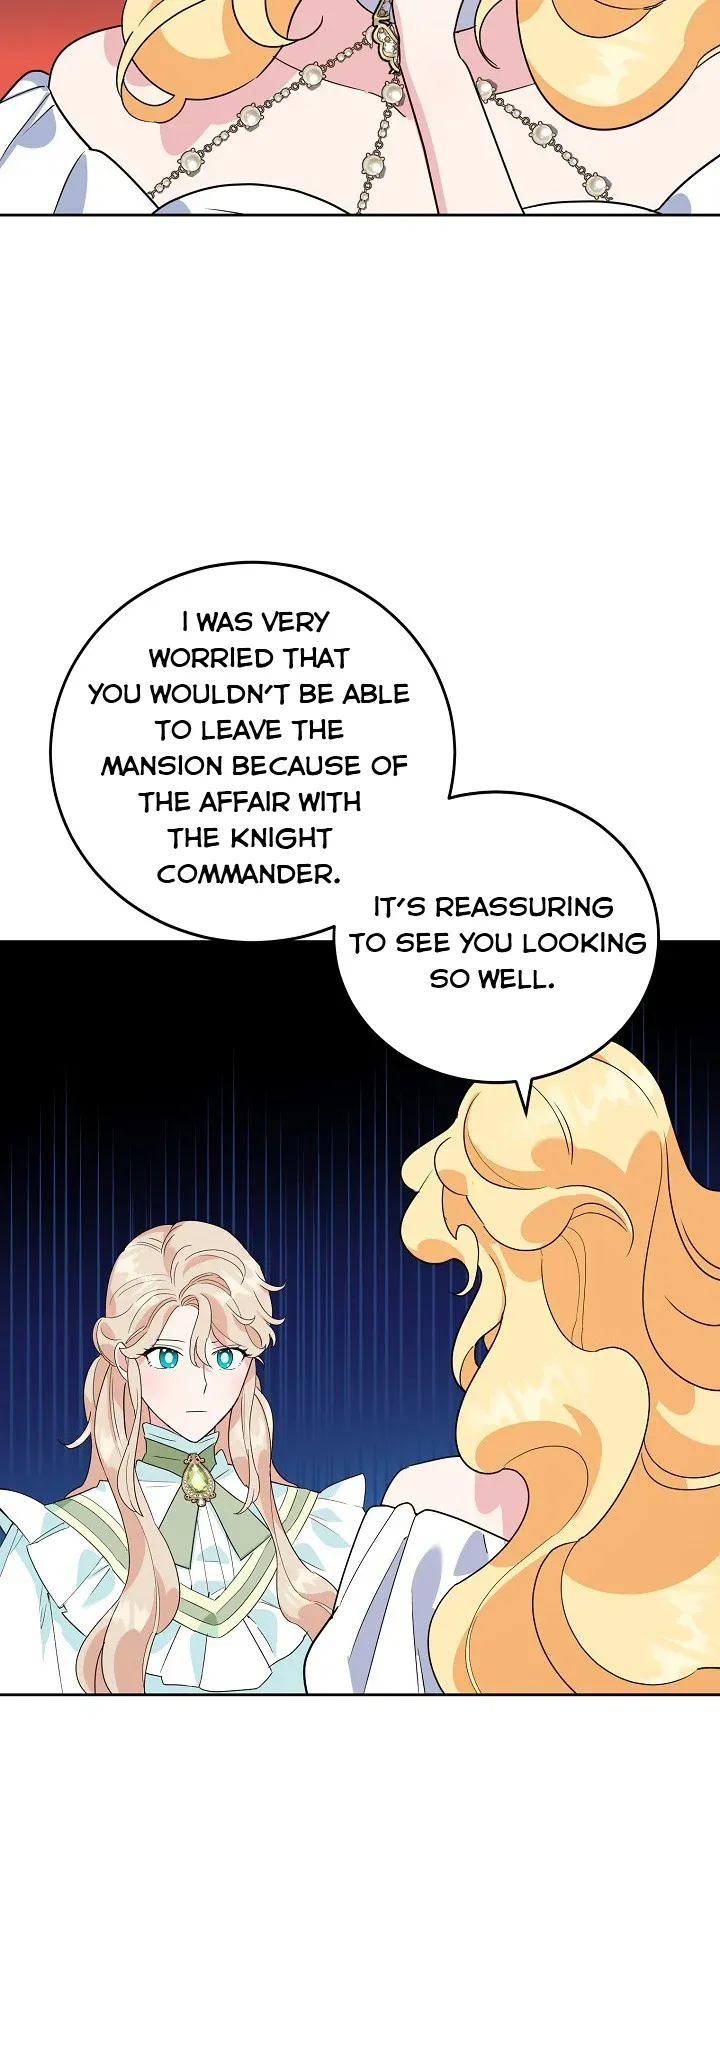 I WAS VERY
WORRIED THAT
YOU WOULDN'T BE ABLE
TO LEAVE THE
MANSION BECAUSE OF
THE AFFAIR WITH
THE KNIGHT
COMMANDER.
IT'S REASSURING
TO SEE YOU LOOKING
SO WELL.